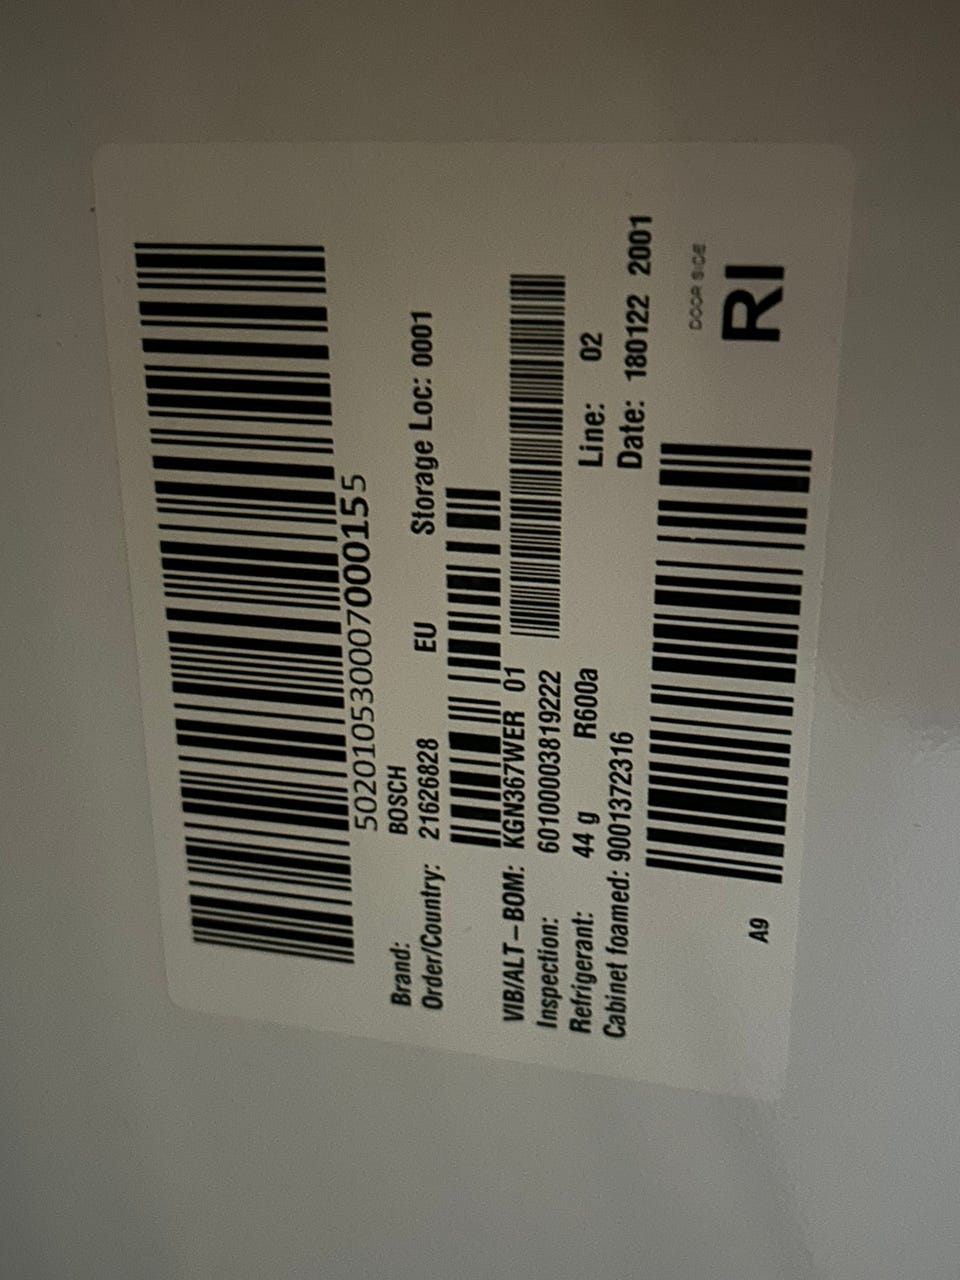 502010530007000155
Brand: BOSCH
Order/Country: 21626828 EU Storage Loc: 0001
VIB/ALT-BOM: KGN367WER 01
Inspection: 60100003819222
Refrigerant: 44 g R600a Line: 02
Cabinet foamed: 9001372316 Date: 180122 2001
DOOR SIDE
A9 RI